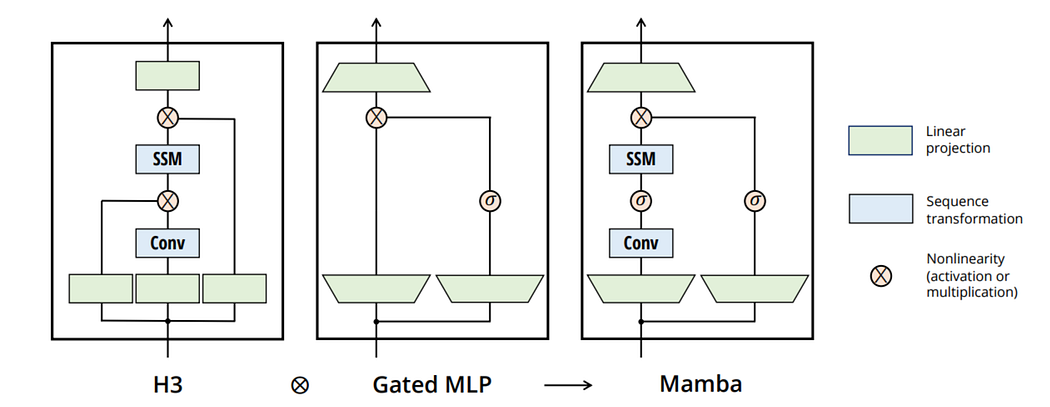 SSM
Conv
H3
⊗
σ
Gated MLP
→
SSM
σ
σ
Conv
Mamba
Linear
projection
Sequence
transformation
Nonlinearity
(activation or
multiplication)